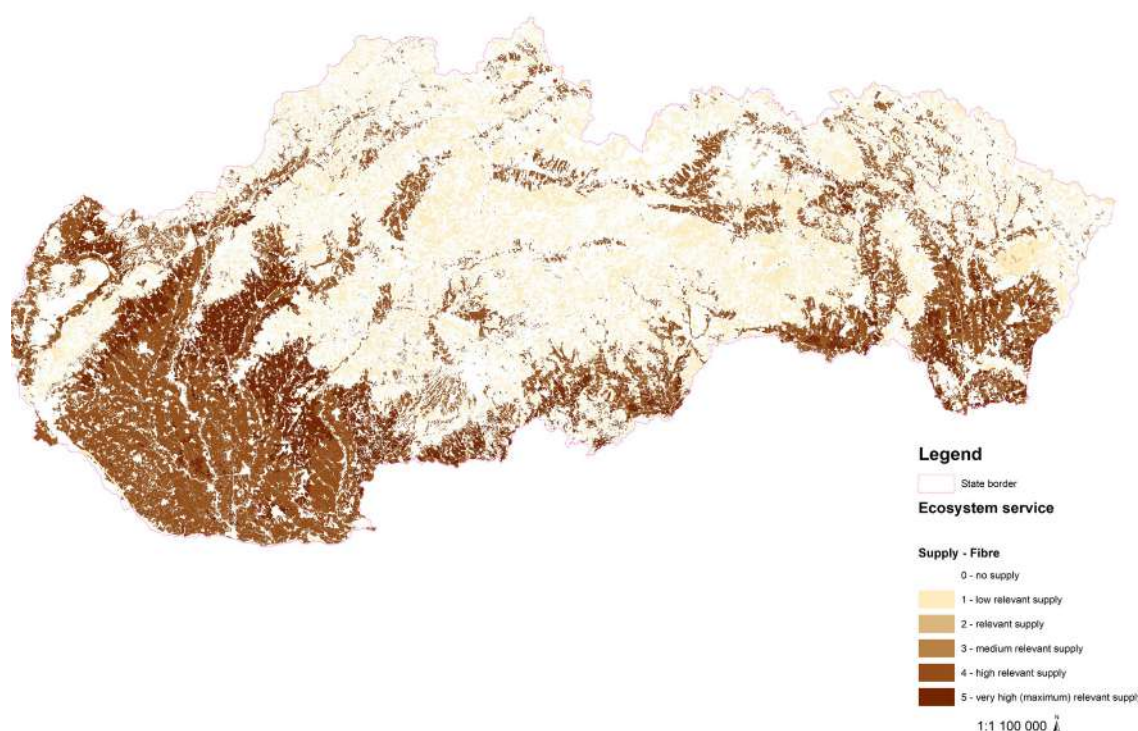 Legend
State border
Ecosystem service
Supply - Fibre
0 - no supply
1 - low relevant supply
2 - relevant supply
3 - medium relevant supply
4 - high relevant supply
5 - very high (maximum) relevant supply
1:1 100 000 N